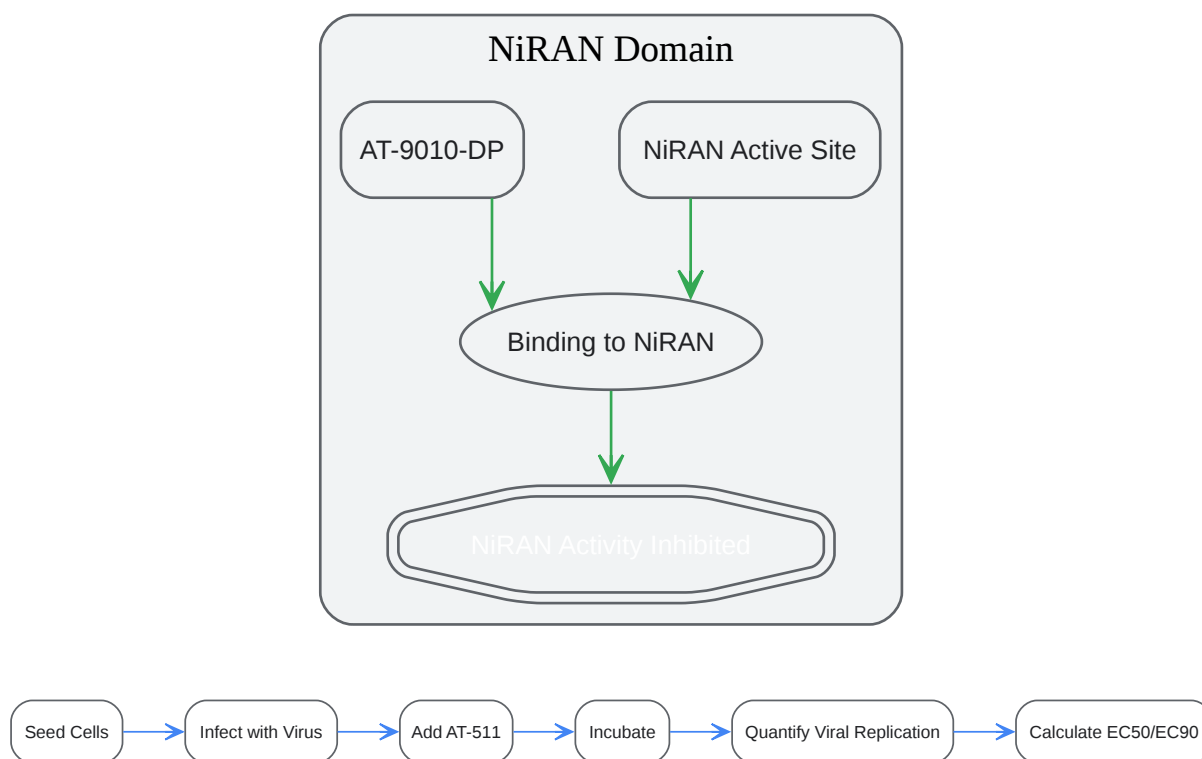 NiRAN Domain
AT-9010-DP
NiRAN Active Site
Binding to NiRAN
NiRAN Activity Inhibited
Seed Cells
Infect with Virus
Add AT-511
Incubate
Quantify Viral Replication
Calculate EC50/EC90